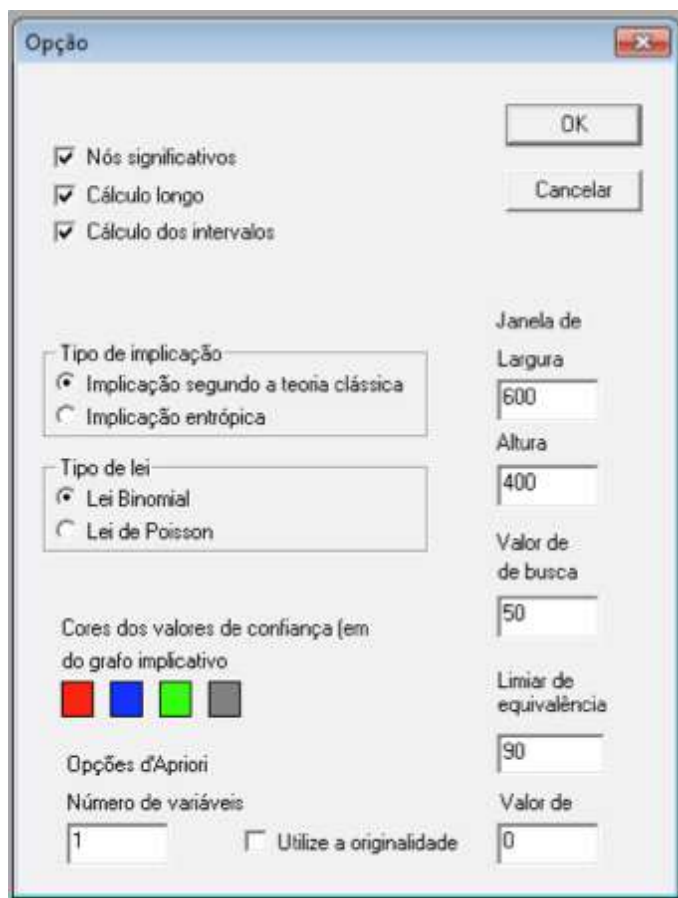 Opção
OK
Cancelar
Nós significativos
Cálculo longo
Cálculo dos intervalos
Tipo de implicação
Implicação segundo a teoria clássica
Implicação entrópica
Tipo de lei
Lei Binomial
Lei de Poisson
Cores dos valores de confiança (em
do grafo implicativo
Opções d'Apriori
Número de variáveis
1
Utilize a originalidade
Janela de
Largura
600
Altura
400
Valor de
de busca
50
Limiar de
equivalência
90
Valor de
0